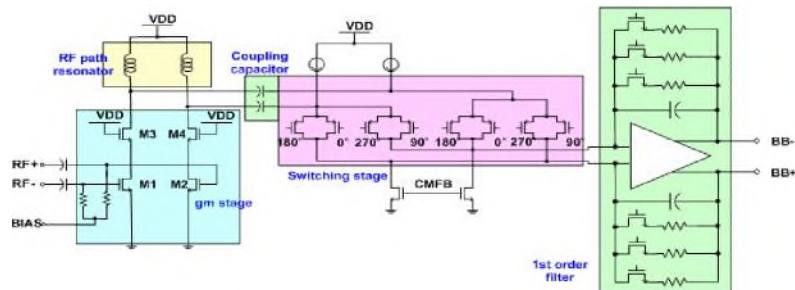 VDD
RF path
resonator
Coupling
capacitor
VDD
VDD
VDD
M3
M4
RF+
RF-
M1
M2
gm stage
BIAS
180°
0°
270°
90°
180°
0°
270°
90°
Switching stage
CMFB
BB-
BB+
1st order
filter